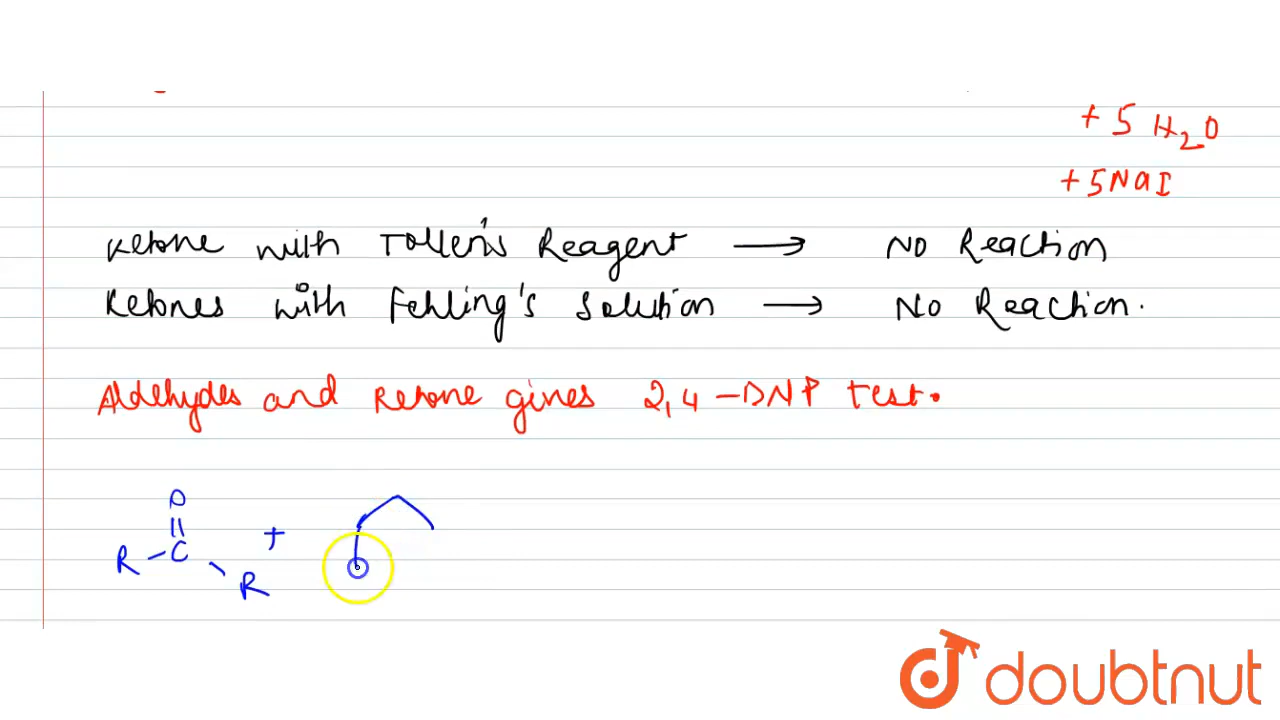 + 5 H2O
+ 5NaI
Ketone with Tollen's Reagent → No Reaction
Ketones with Fehling's Solution → No Reaction.
Aldehydes and Ketone gines 2,4-DNP test.
O
||
R - C - R +
doubtnut